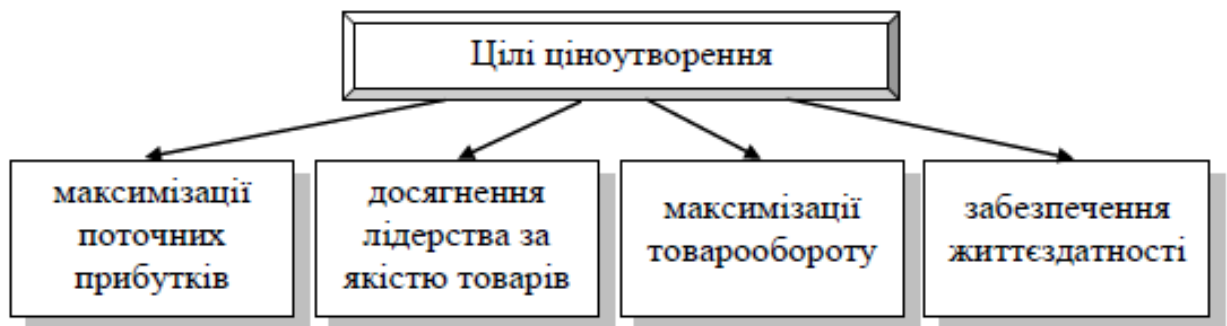 Цілі ціноутворення
максимізації
поточних
прибутків
досягнення
лідерства за
якістю товарів
максимізації
товарообороту
забезпечення
життєздатності